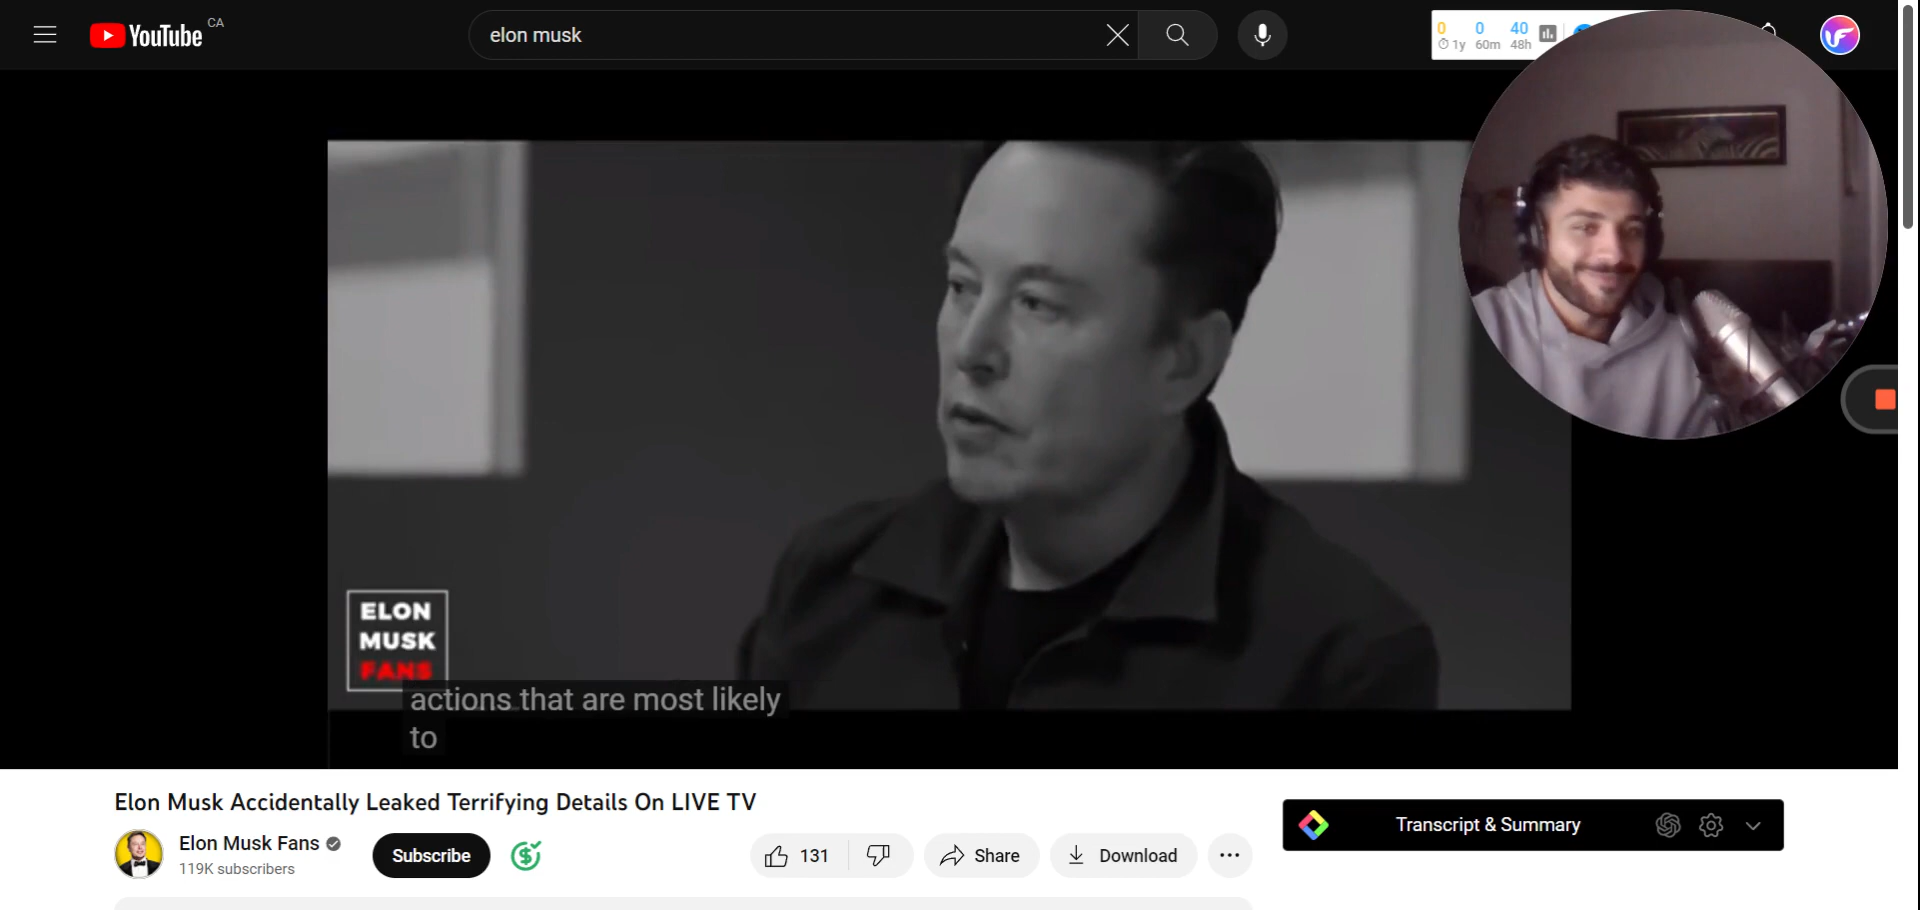 YouTube
CA
elon musk
0 0 40
1y 60m 48h
ELON
MUSK
FANS
actions that are most likely
to
Elon Musk Accidentally Leaked Terrifying Details On LIVE TV
Elon Musk Fans
119K subscribers
Subscribe
131
Share
Download
Transcript & Summary